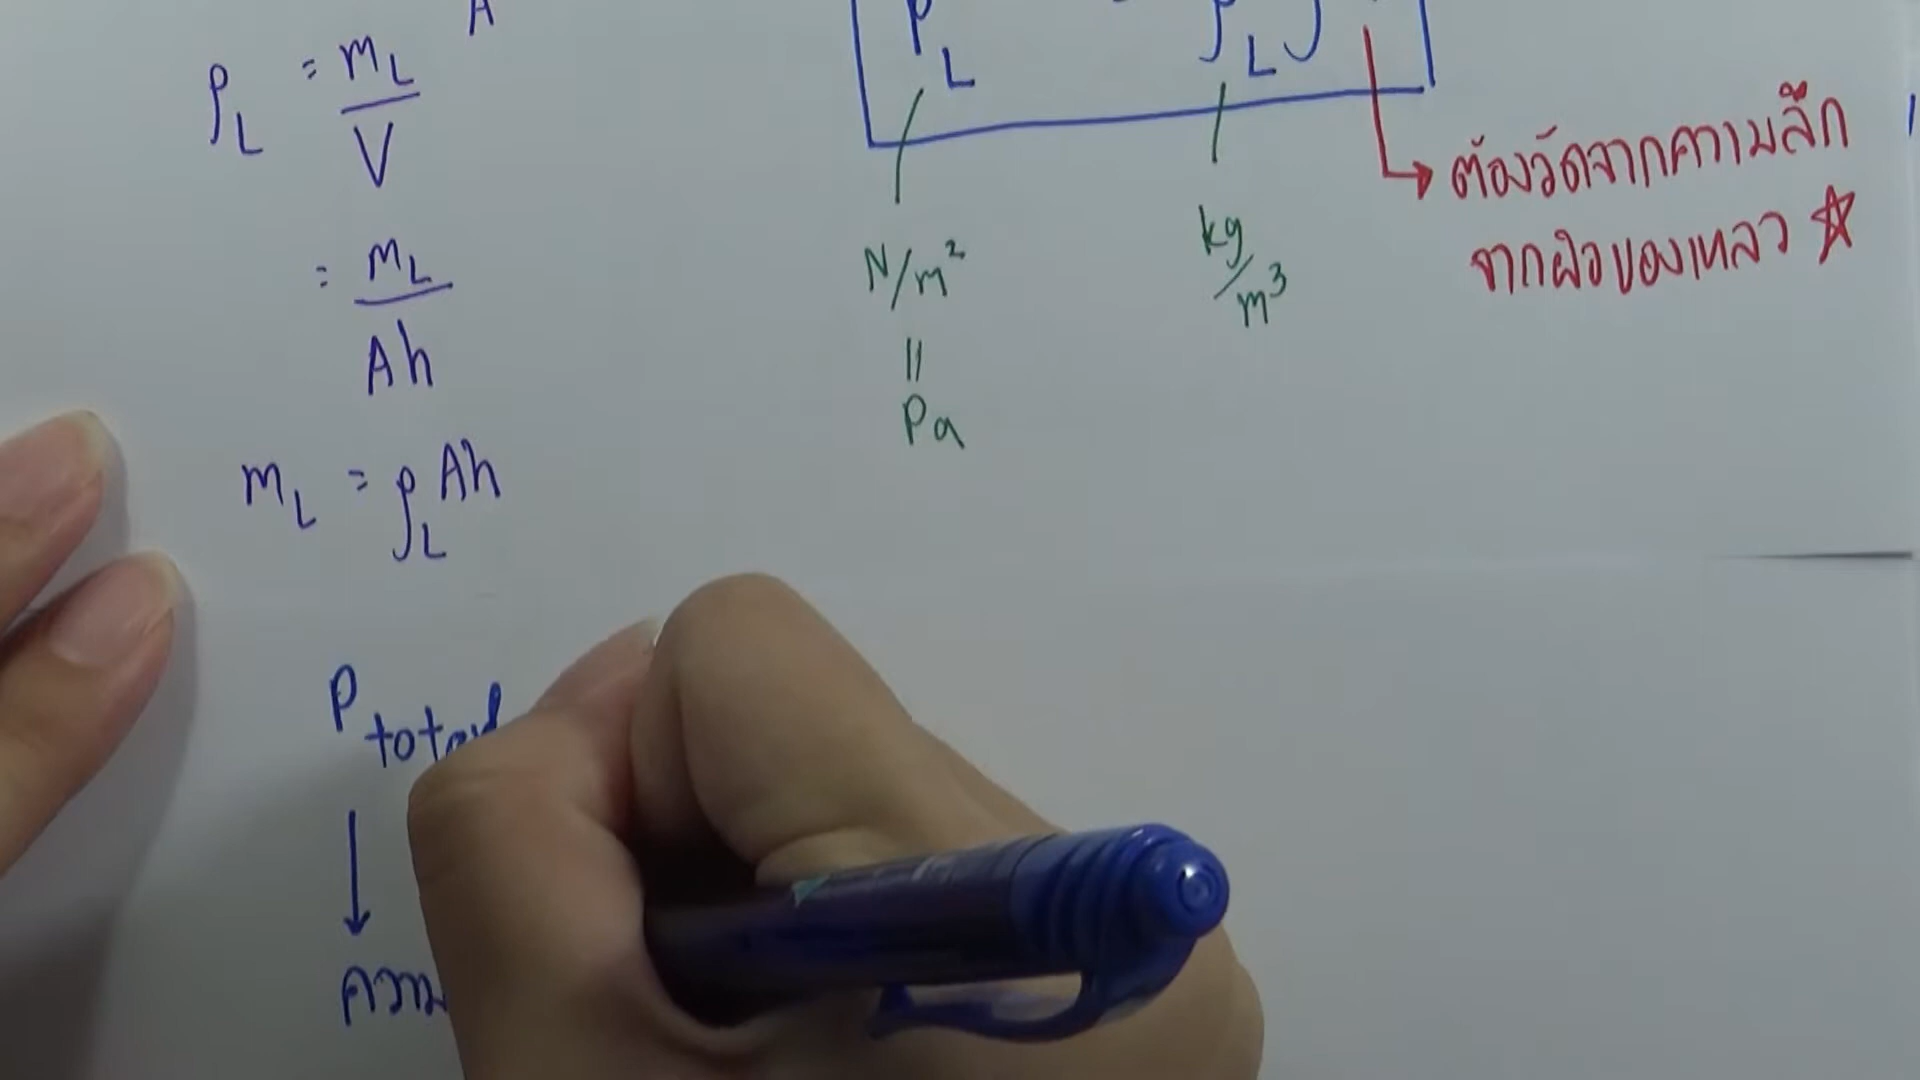 A
ρL = mL/V
= mL/Ah
mL = ρL Ah
PL = ρL g
N/m²
=
Pa
kg/m³
→ ต้องวัดจากความลึก
จากผิวของเหลว ☆
P total
↓
ความ